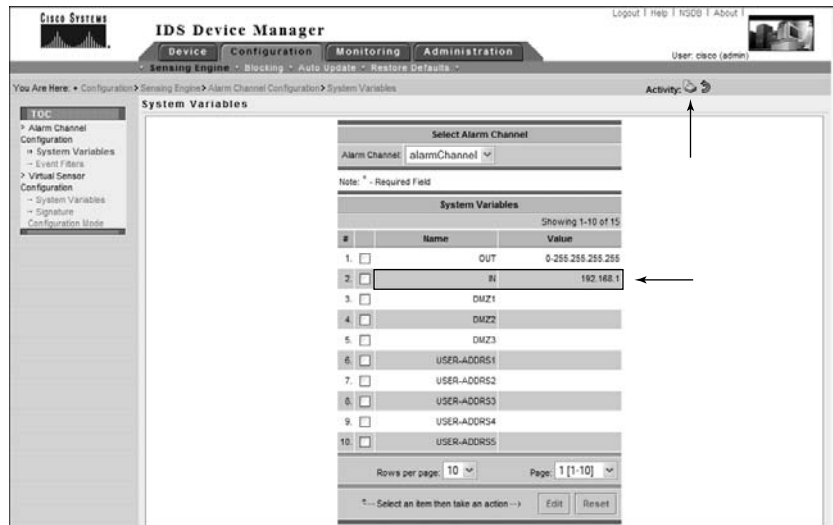 CISCO SYSTEMS
IDS Device Manager
Logout | Help | NSDB | About |
Device Configuration Monitoring Administration
User: cisco (admin)
Sensing Engine • Blocking • Auto Update • Restore Defaults •
You Are Here: • Configuration > Sensing Engine > Alarm Channel Configuration > System Variables
Activity:
System Variables
TOC
> Alarm Channel
Configuration
System Variables
Event Filters
> Virtual Sensor
Configuration
System Variables
Signature
Configuration Mode
Select Alarm Channel
Alarm Channel: alarmChannel
Note: * - Required Field
System Variables
Showing 1-10 of 15
# Name Value
1. OUT 0-255.255.255.255
2. IN 192.168.1
3. DMZ1
4. DMZ2
5. DMZ3
6. USER-ADDRS1
7. USER-ADDRS2
8. USER-ADDRS3
9. USER-ADDRS4
10. USER-ADDRS5
Rows per page: 10 Page: 1 [1-10]
^-- Select an item then take an action --> Edit Reset